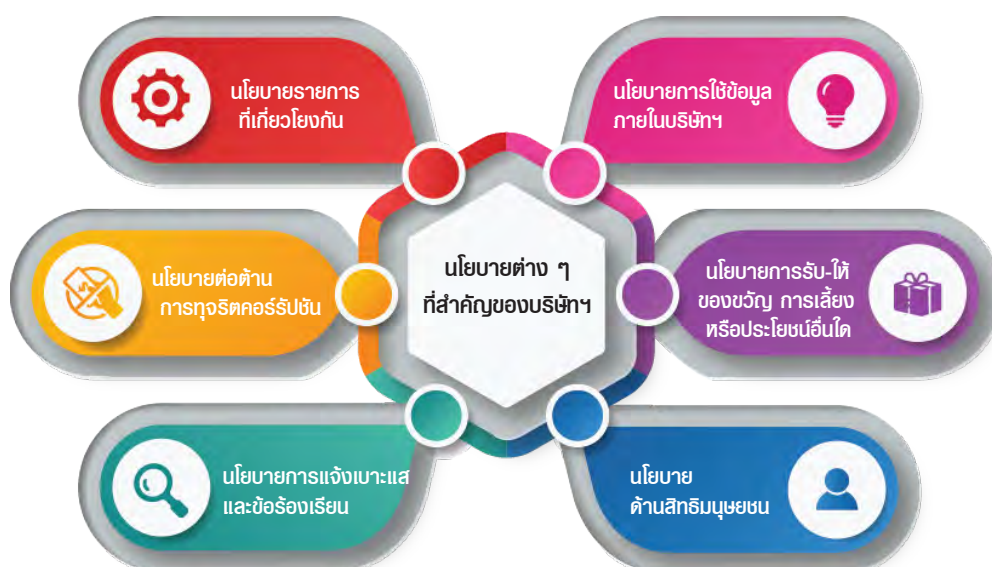 นโยบายรายการ
ที่เกี่ยวโยงกัน
นโยบายการใช้ข้อมูล
ภายในบริษัทฯ
นโยบายต่อต้าน
การทุจริตคอร์รัปชัน
นโยบายต่าง ๆ
ที่สำคัญของบริษัทฯ
นโยบายการรับ-ให้
ของขวัญ การเลี้ยง
หรือประโยชน์อื่นใด
นโยบายการแจ้งเบาะแส
และข้อร้องเรียน
นโยบาย
ด้านสิทธิมนุษยชน